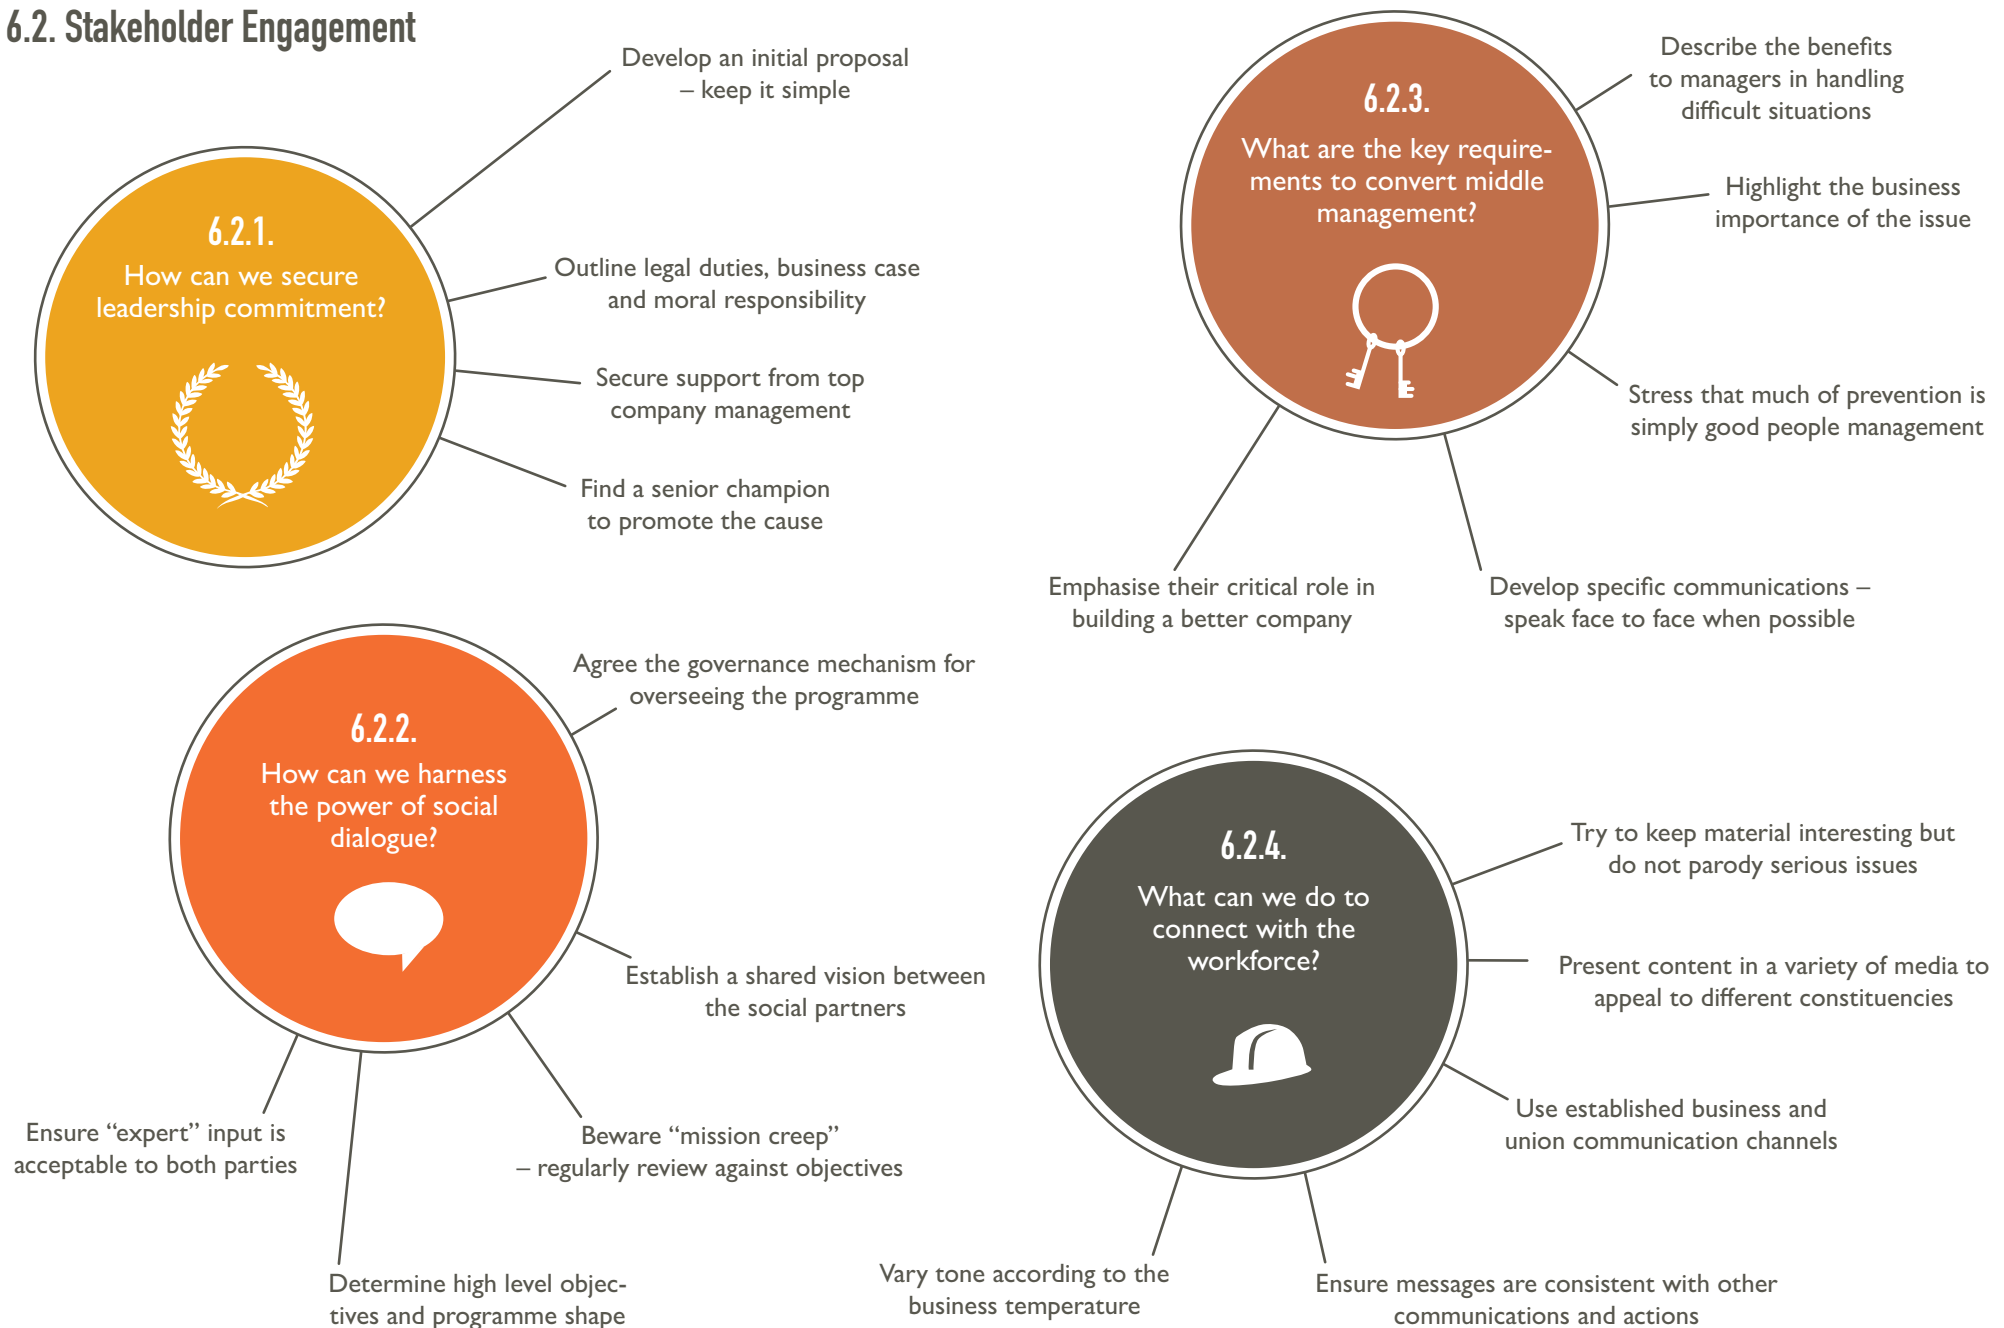 6.2. Stakeholder Engagement
6.2.1.
How can we secure
leadership commitment?
Develop an initial proposal
– keep it simple
Outline legal duties, business case
and moral responsibility
Secure support from top
company management
Find a senior champion
to promote the cause
6.2.2.
How can we harness
the power of social
dialogue?
Agree the governance mechanism for
overseeing the programme
Establish a shared vision between
the social partners
Beware “mission creep”
– regularly review against objectives
Determine high level objec-
tives and programme shape
Ensure “expert” input is
acceptable to both parties
6.2.3.
What are the key require-
ments to convert middle
management?
Describe the benefits
to managers in handling
difficult situations
Highlight the business
importance of the issue
Stress that much of prevention is
simply good people management
Develop specific communications –
speak face to face when possible
Emphasise their critical role in
building a better company
6.2.4.
What can we do to
connect with the
workforce?
Try to keep material interesting but
do not parody serious issues
Present content in a variety of media to
appeal to different constituencies
Use established business and
union communication channels
Ensure messages are consistent with other
communications and actions
Vary tone according to the
business temperature